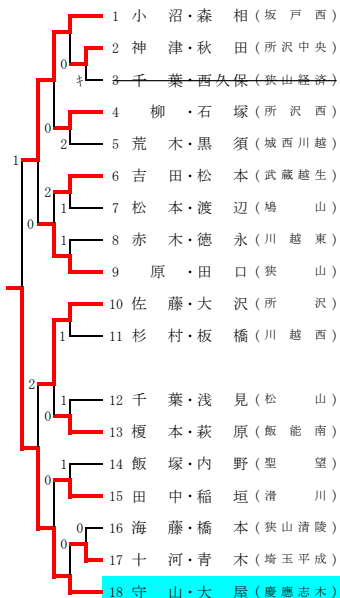 1 小 沼・森 相 (坂 戸 西)
2 神 津・秋 田 (所 沢 中 央)
0
キ 3 千 葉・西久保 (狭 山 経 済)
4 柳 ・石 塚 (所 沢 西)
0
2 5 荒 木・黒 須 (城 西 川 越)
1
6 吉 田・松 本 (武 蔵 越 生)
2
1 7 松 本・渡 辺 (鳩 山)
0
1 8 赤 木・徳 永 (川 越 東)
9 原 ・田 口 (狭 山)
10 佐 藤・大 沢 (所 沢)
1 11 杉 村・板 橋 (川 越 西)
2
1 12 千 葉・浅 見 (松 山)
0
13 榎 本・萩 原 (飯 能 南)
1 14 飯 塚・内 野 (聖 望)
0
15 田 中・稲 垣 (滑 川)
0 16 海 藤・橋 本 (狭 山 清 陵)
0
17 十 河・青 木 (埼 玉 平 成)
18 守 山・大 屋 (慶 應 志 木)